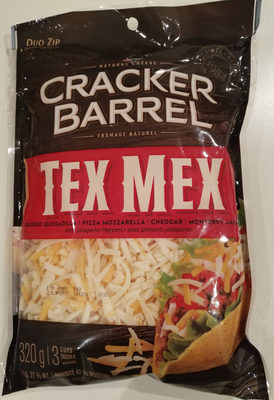 DUO ZIP
NATURAL CHEESE
CRACKER
BARREL
FROMAGE NATUREL
TEX MEX
QUESO QUESADILLA | PIZZA MOZZARELLA | CHEDDAR | MONTEREY JACK
with Jalapeño Peppers • avec piments jalapeños
320 g 3 CUPS
TASSES